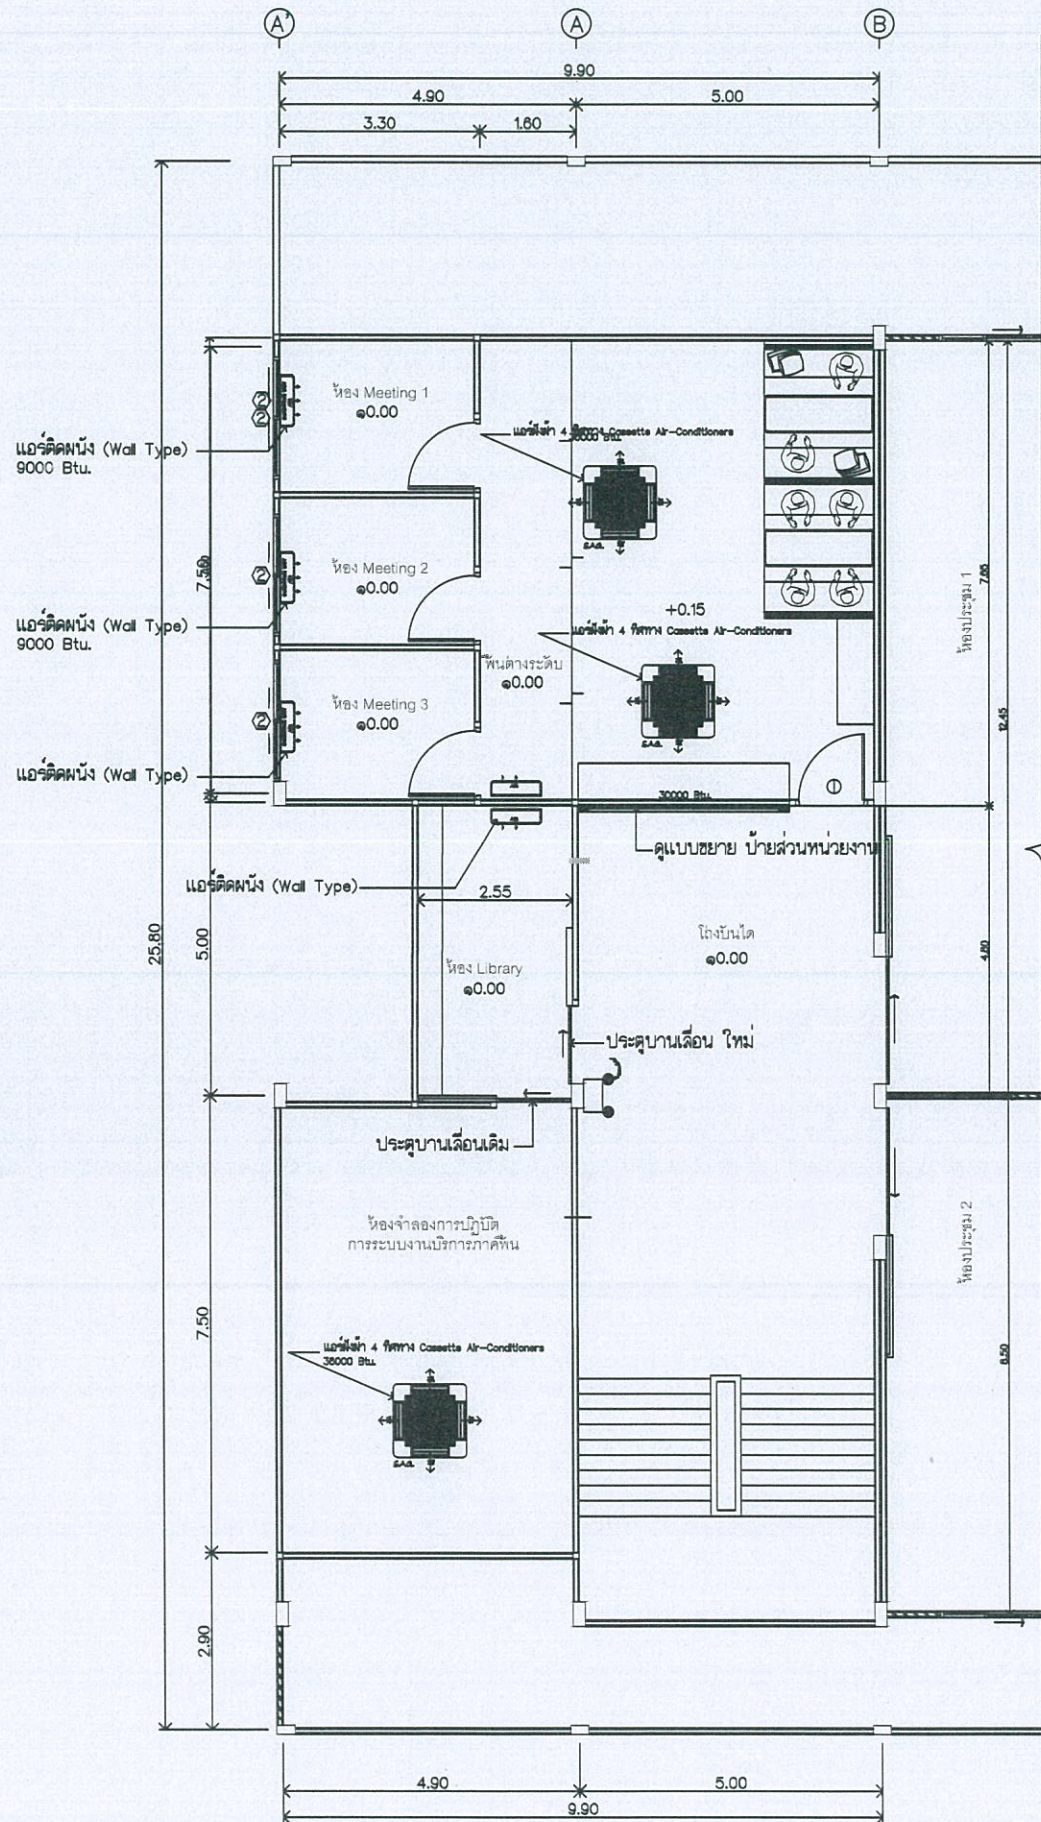 A'
A
B
9.90
4.90
5.00
3.30
1.60
ห้อง Meeting 1
๑0.00
แอร์ฝังฝ้า 4 ทิศทาง Cassette Air-Conditioners
36000 Btu.
2
2
แอร์ติดผนัง (Wall Type)
9000 Btu.
7.50
ห้อง Meeting 2
๑0.00
2
แอร์ติดผนัง (Wall Type)
9000 Btu.
+0.15
แอร์ฝังฝ้า 4 ทิศทาง Cassette Air-Conditioners
พื้นต่างระดับ
๑0.00
ห้อง Meeting 3
๑0.00
2
แอร์ติดผนัง (Wall Type)
ห้องประชุม 1
7.65
12.45
30000 Btu.
1
ดูแบบขยาย ป้ายส่วนหน่วยงาน
แอร์ติดผนัง (Wall Type)
2.55
25.80
5.00
โถงบันได
๑0.00
4.80
ห้อง Library
๑0.00
ประตูบานเลื่อน ใหม่
ประตูบานเลื่อนเดิม
ห้องจำลองการปฏิบัติ
การระบบงานบริการภาคพื้น
ห้องประชุม 2
7.50
แอร์ฝังฝ้า 4 ทิศทาง Cassette Air-Conditioners
36000 Btu.
8.50
2.90
4.90
5.00
9.90